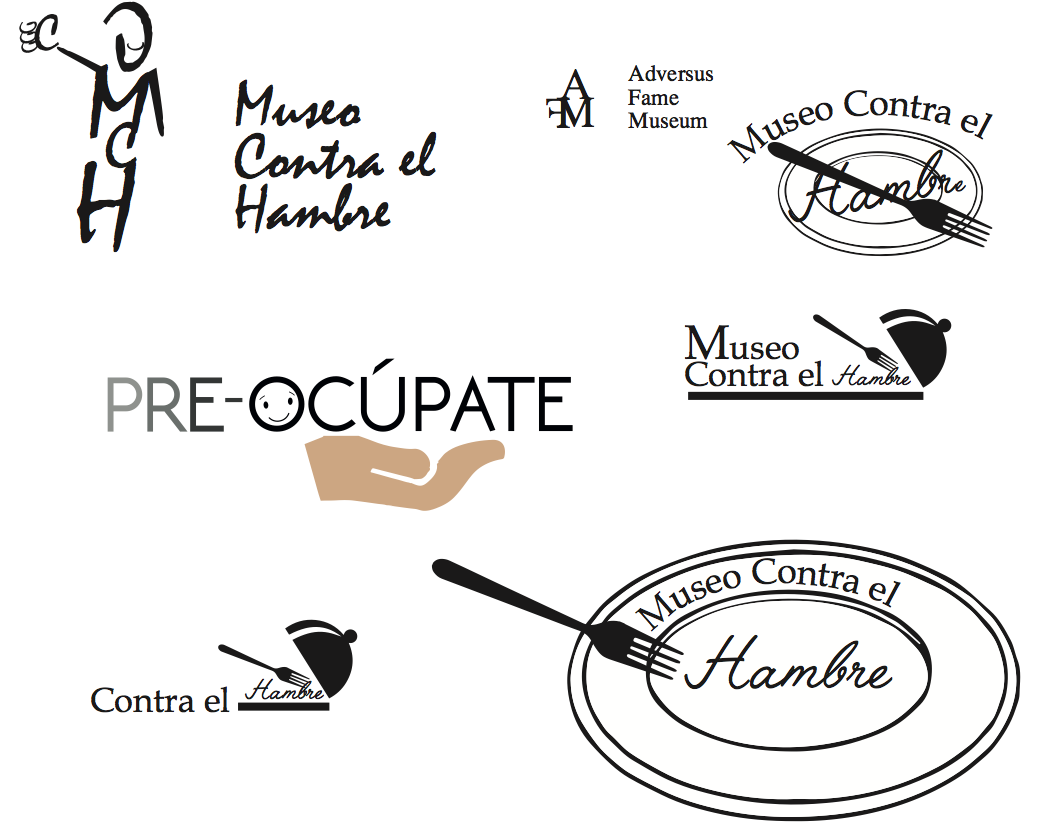 M
C
H
Museo
Contra el
Hambre
AFM
Adversus
Fame
Museum
Museo Contra el
Hambre
Museo
Contra el Hambre
PRE-OCÚPATE
Contra el Hambre
Museo Contra el
Hambre